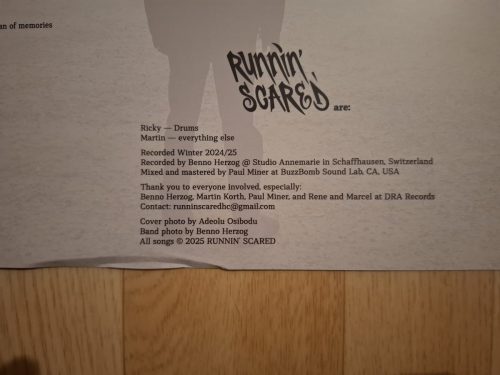 an of memories
RUNNIN'
SCARED are:
Ricky — Drums
Martin — everything else
Recorded Winter 2024/25
Recorded by Benno Herzog @ Studio Annemarie in Schaffhausen, Switzerland
Mixed and mastered by Paul Miner at BuzzBomb Sound Lab, CA, USA
Thank you to everyone involved, especially:
Benno Herzog, Martin Korth, Paul Miner, and Rene and Marcel at DRA Records
Contact: runninscaredhc@gmail.com
Cover photo by Adeolu Osibodu
Band photo by Benno Herzog
All songs © 2025 RUNNIN' SCARED